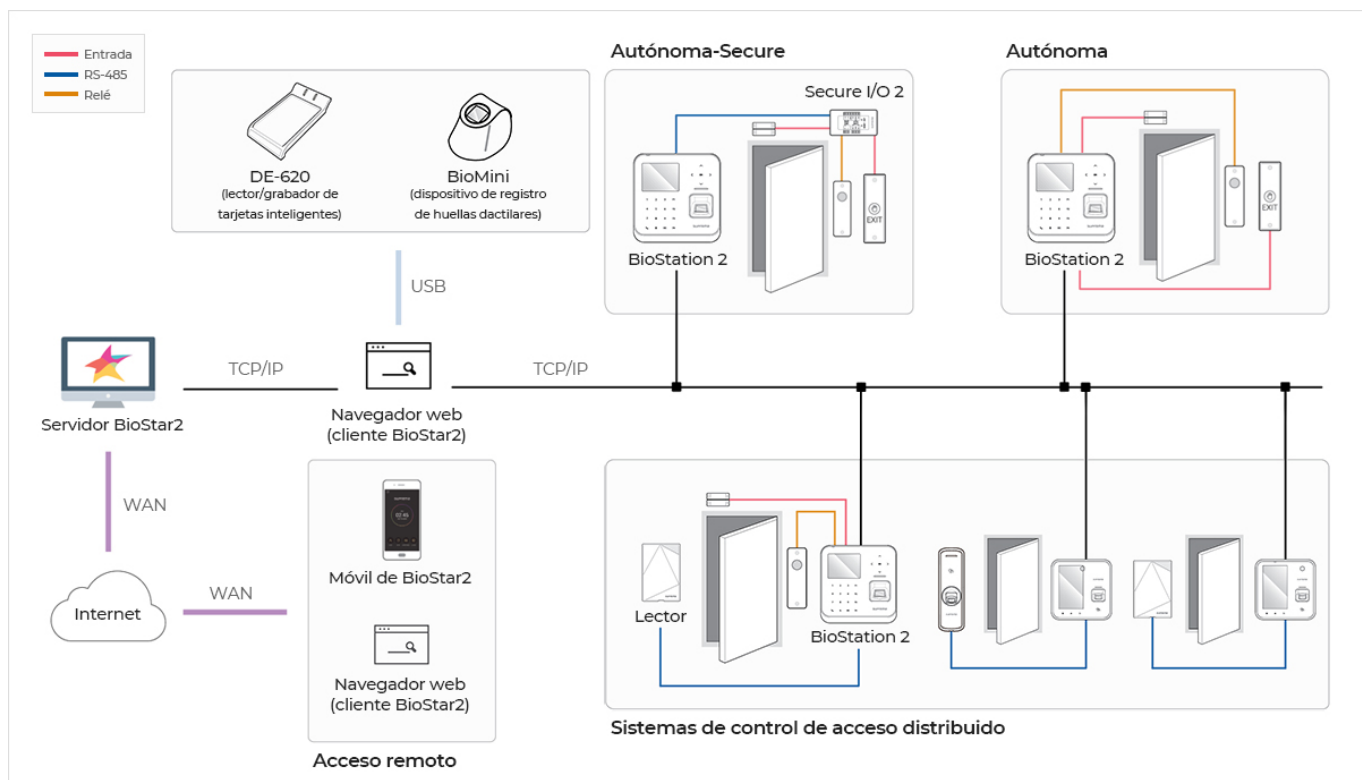 Entrada
RS-485
Relé
DE-620
(lector/grabador de
tarjetas inteligentes)
BioMini
(dispositivo de registro
de huellas dactilares)
USB
Autónoma-Secure
Secure I/O 2
EXIT
BioStation 2
Autónoma
EXIT
BioStation 2
TCP/IP
TCP/IP
Servidor BioStar2
Navegador web
(cliente BioStar2)
WAN
Internet
WAN
Móvil de BioStar2
Navegador web
(cliente BioStar2)
Acceso remoto
Lector
BioStation 2
Sistemas de control de acceso distribuido